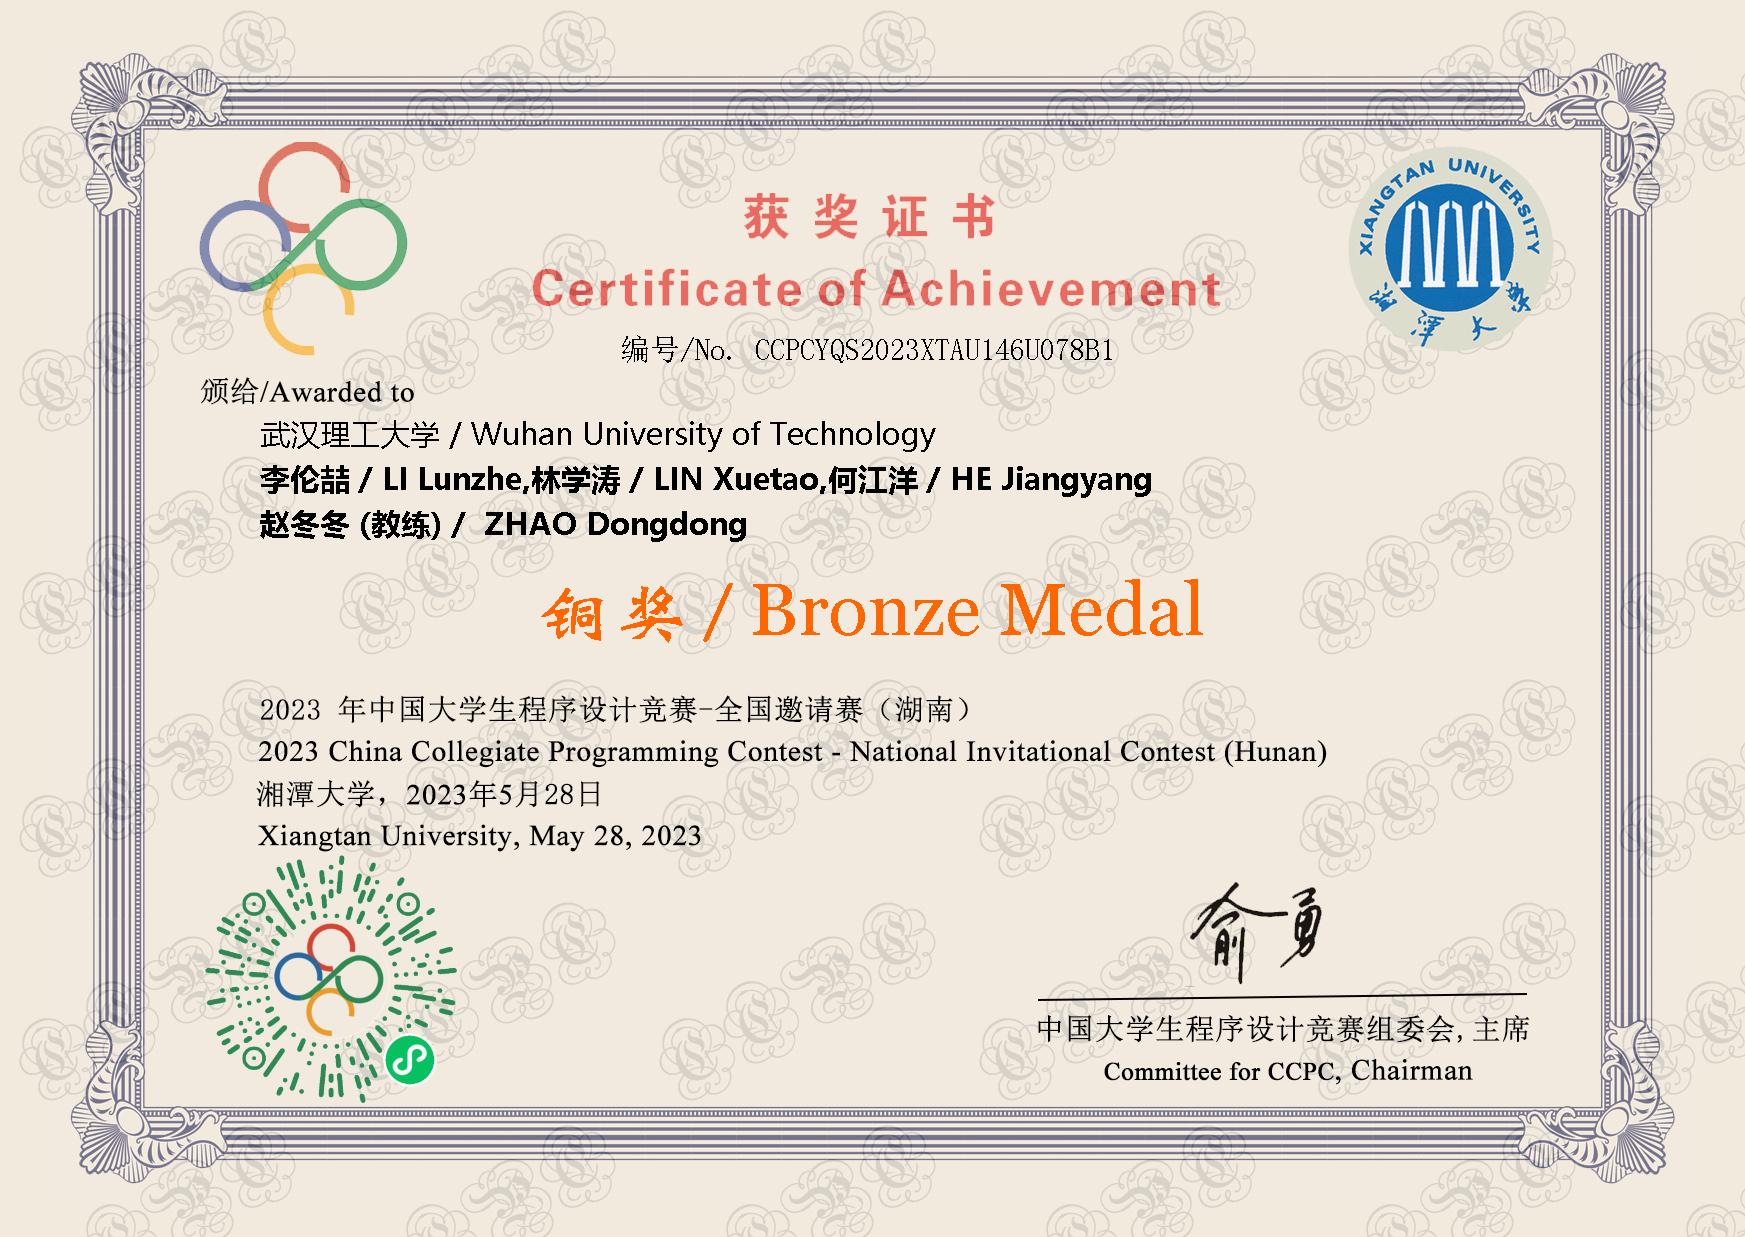 获奖证书
Certificate of Achievement
XIANGTAN UNIVERSITY
湘潭大学
编号/No. CCPCYQS2023XTAU146U078B1
颁给/Awarded to
武汉理工大学 / Wuhan University of Technology
李伦喆 / LI Lunzhe,林学涛 / LIN Xuetao,何江洋 / HE Jiangyang
赵冬冬 (教练) / ZHAO Dongdong
铜奖 / Bronze Medal
2023 年中国大学生程序设计竞赛-全国邀请赛（湖南）
2023 China Collegiate Programming Contest - National Invitational Contest (Hunan)
湘潭大学，2023年5月28日
Xiangtan University, May 28, 2023
俞勇
中国大学生程序设计竞赛组委会, 主席
Committee for CCPC, Chairman